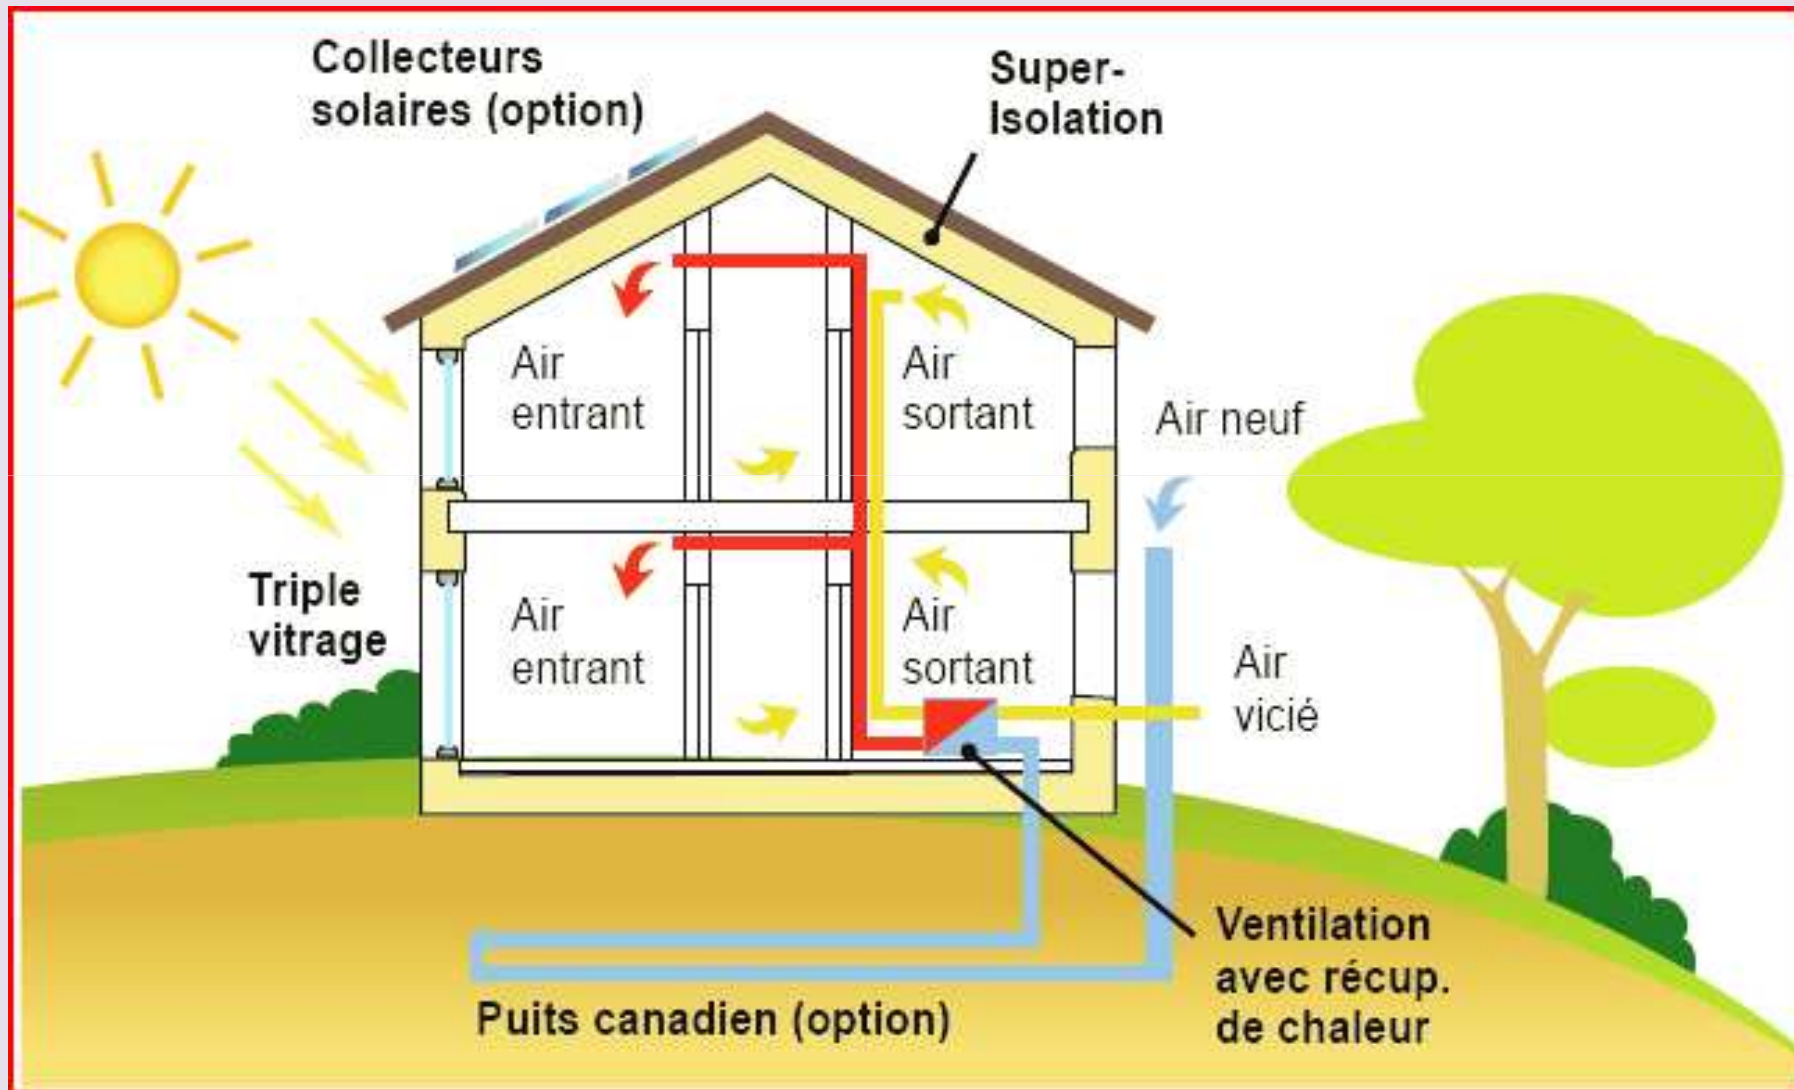 Collecteurs
solaires (option)
Super-
Isolation
Air
entrant
Air
sortant
Air neuf
Triple
vitrage
Air
entrant
Air
sortant
Air
vicié
Ventilation
avec récup.
de chaleur
Puits canadien (option)